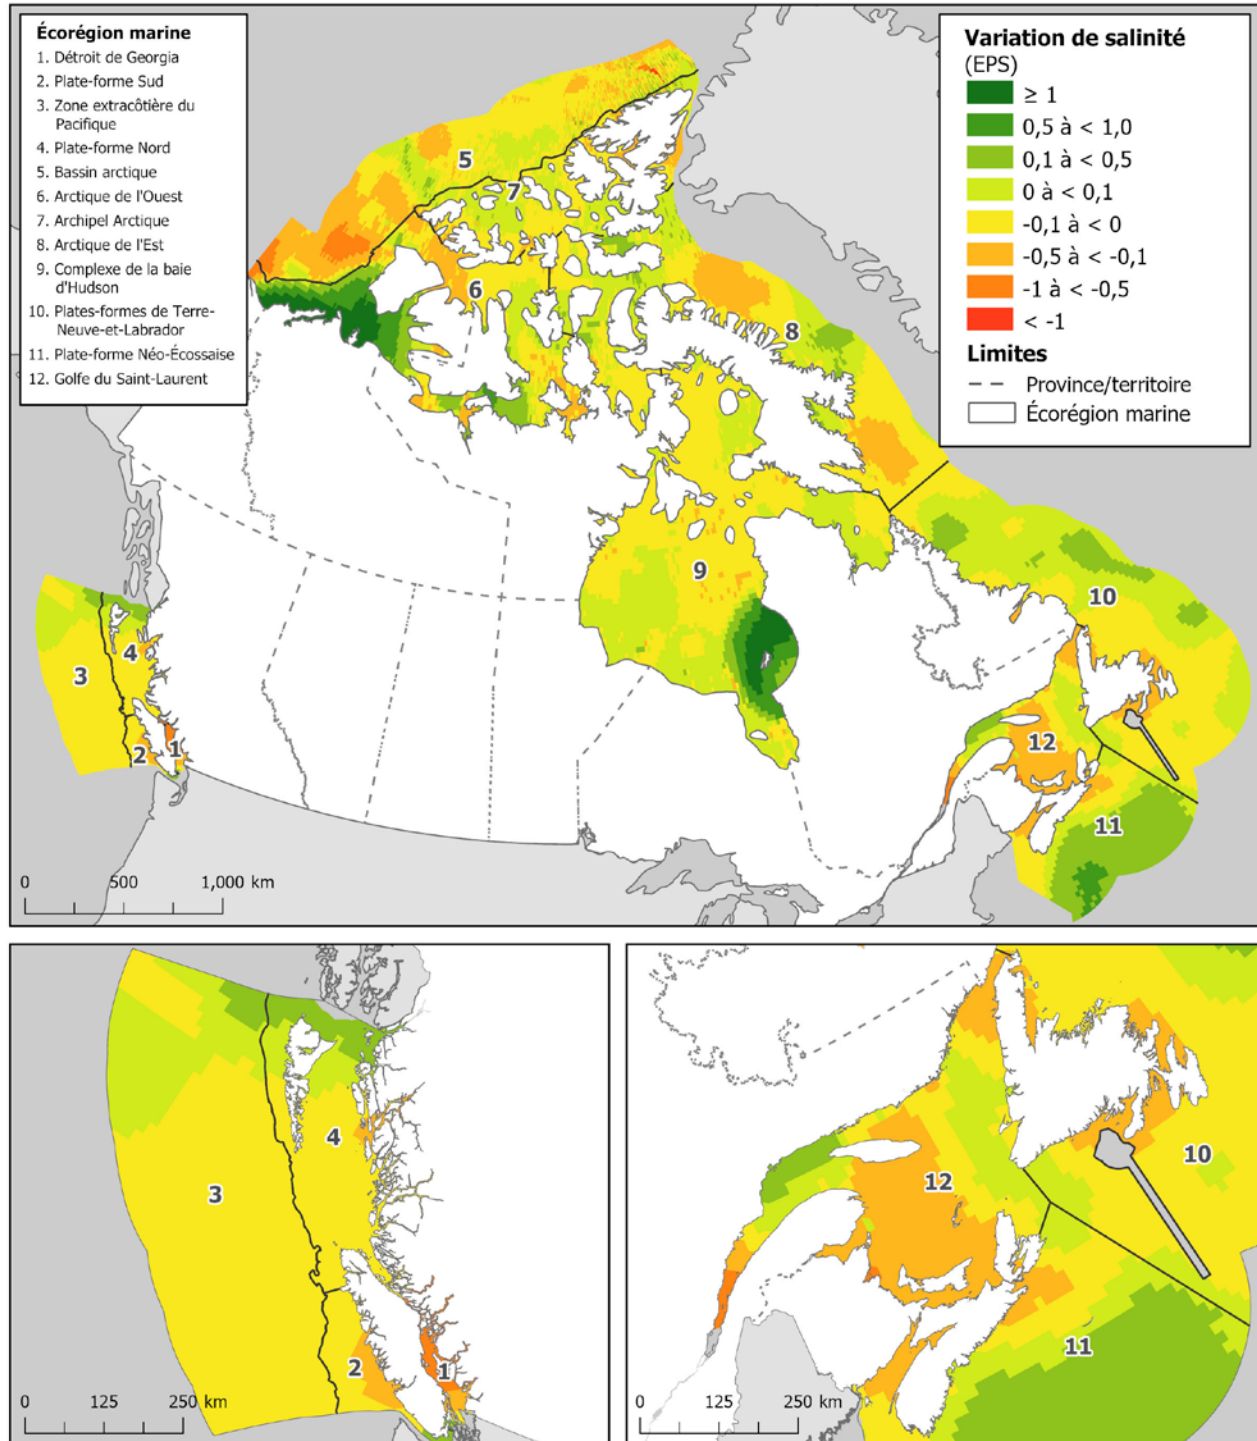 Écorégion marine
1. Détroit de Georgia
2. Plate-forme Sud
3. Zone extracôtière du
Pacifique
4. Plate-forme Nord
5. Bassin arctique
6. Arctique de l'Ouest
7. Archipel Arctique
8. Arctique de l'Est
9. Complexe de la baie
d'Hudson
10. Plates-formes de Terre-
Neuve-et-Labrador
11. Plate-forme Néo-Écossaise
12. Golfe du Saint-Laurent
Variation de salinité
(EPS)
≥ 1
0,5 à < 1,0
0,1 à < 0,5
0 à < 0,1
-0,1 à < 0
-0,5 à < -0,1
-1 à < -0,5
< -1
Limites
Province/territoire
Écorégion marine
5
7
6
8
9
10
3
4
2
1
12
11
0 500 1,000 km
4
3
2
1
0 125 250 km
12
10
11
0 125 250 km